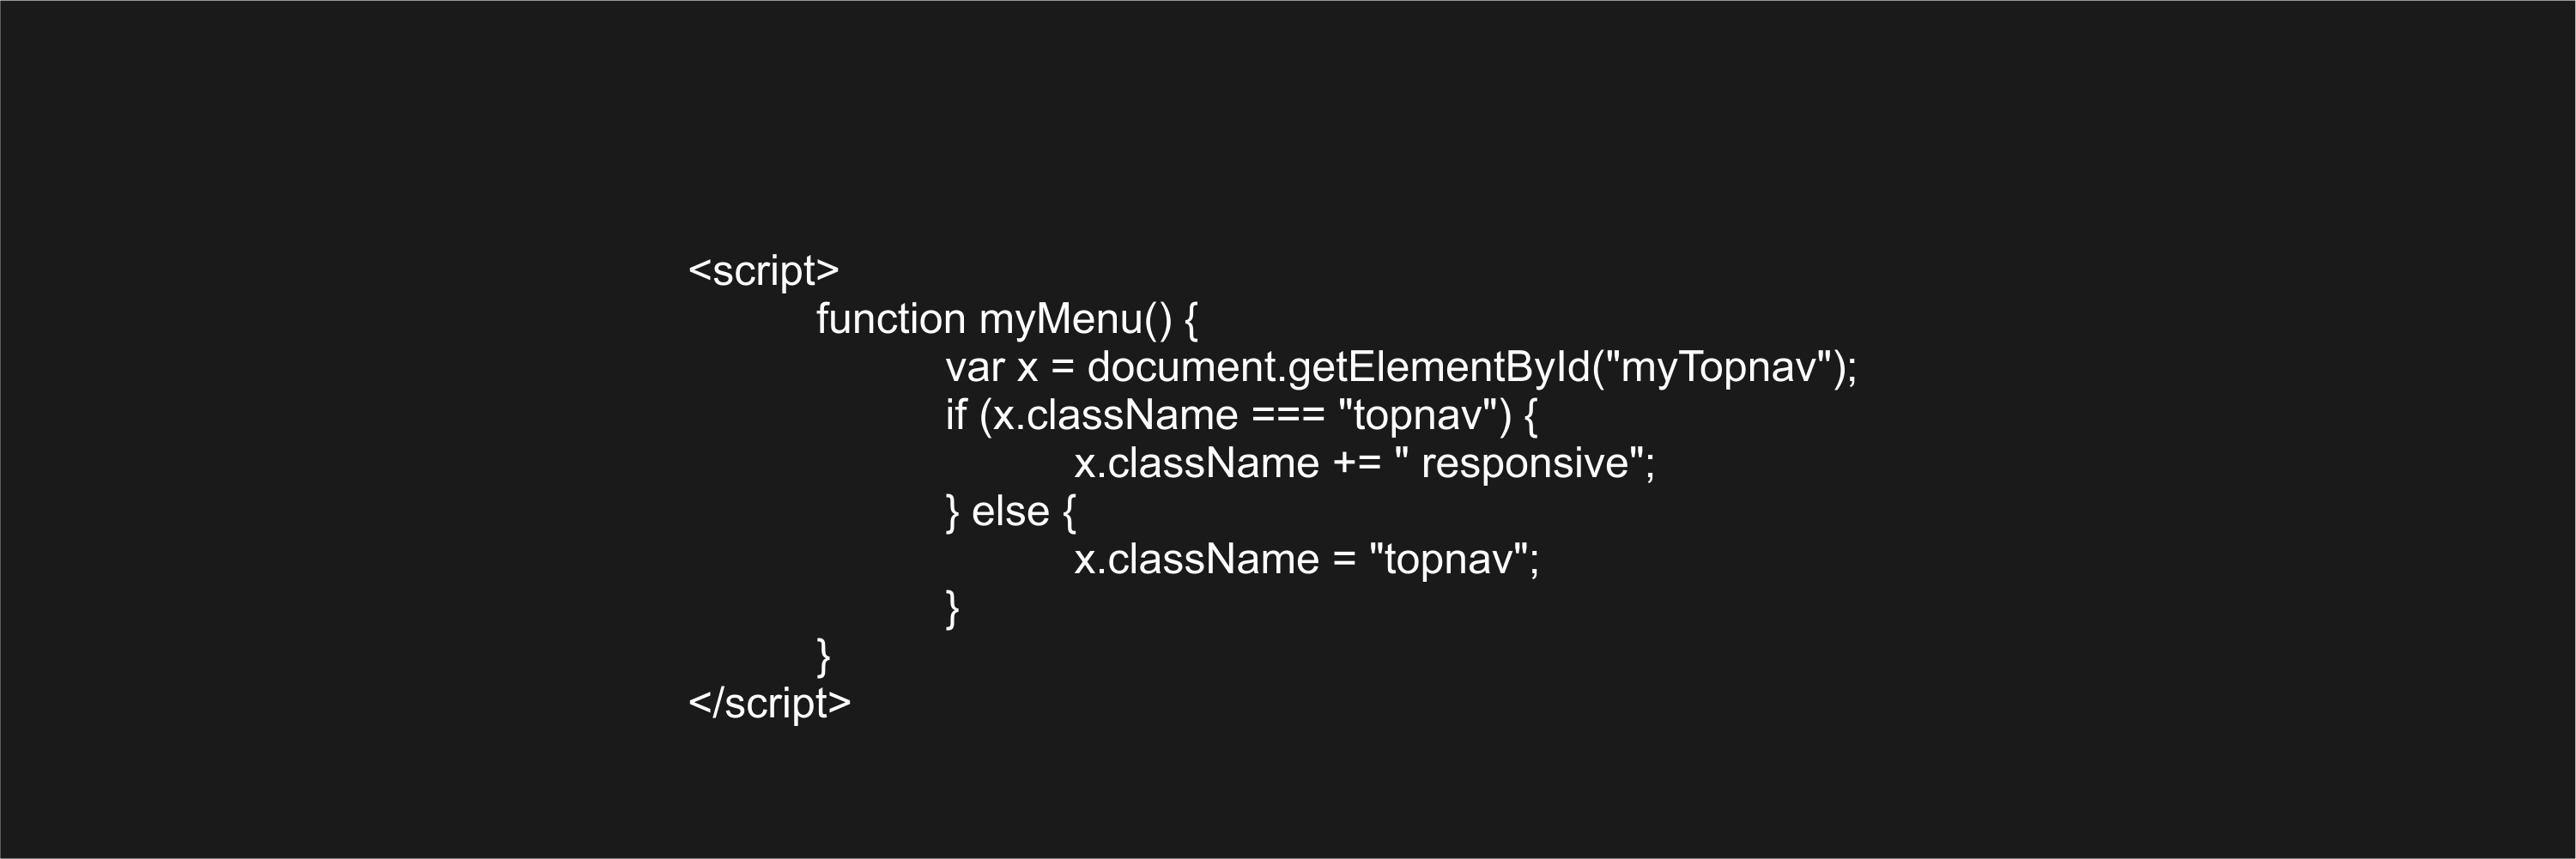 <script>
function myMenu() {
var x = document.getElementById("myTopnav");
if (x.className === "topnav") {
x.className += " responsive";
} else {
x.className = "topnav";
}
}
</script>